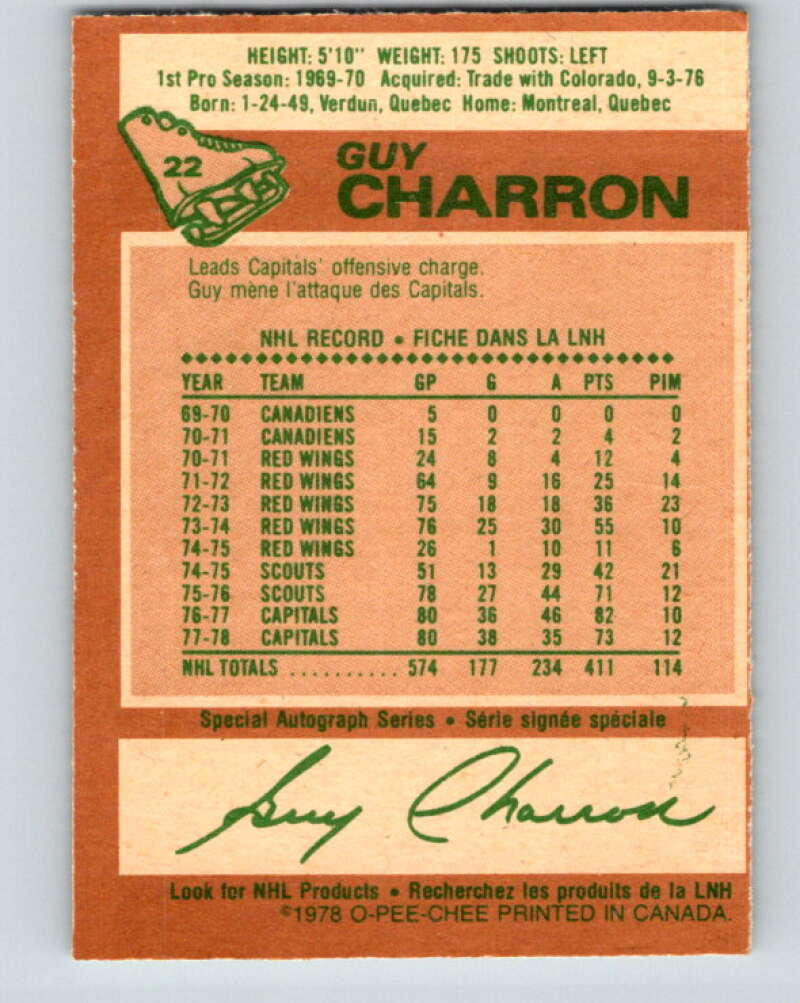 HEIGHT: 5'10" WEIGHT: 175 SHOOTS: LEFT
1st Pro Season: 1969-70 Acquired: Trade with Colorado, 9-3-76
Born: 1-24-49, Verdun, Quebec Home: Montreal, Quebec
22
GUY
CHARRON
Leads Capitals' offensive charge.
Guy mène l'attaque des Capitals.
NHL RECORD • FICHE DANS LA LNH
YEAR TEAM GP G A PTS PIM
69-70 CANADIENS 5 0 0 0 0
70-71 CANADIENS 15 2 2 4 2
70-71 RED WINGS 24 8 4 12 4
71-72 RED WINGS 64 9 16 25 14
72-73 RED WINGS 75 18 18 36 23
73-74 RED WINGS 76 25 30 55 10
74-75 RED WINGS 26 1 10 11 6
74-75 SCOUTS 51 13 29 42 21
75-76 SCOUTS 78 27 44 71 12
76-77 CAPITALS 80 36 46 82 10
77-78 CAPITALS 80 38 35 73 12
NHL TOTALS .......... 574 177 234 411 114
Special Autograph Series • Série signée spéciale
Guy Charron
Look for NHL Products • Recherchez les produits de la LNH
©1978 O-PEE-CHEE PRINTED IN CANADA.